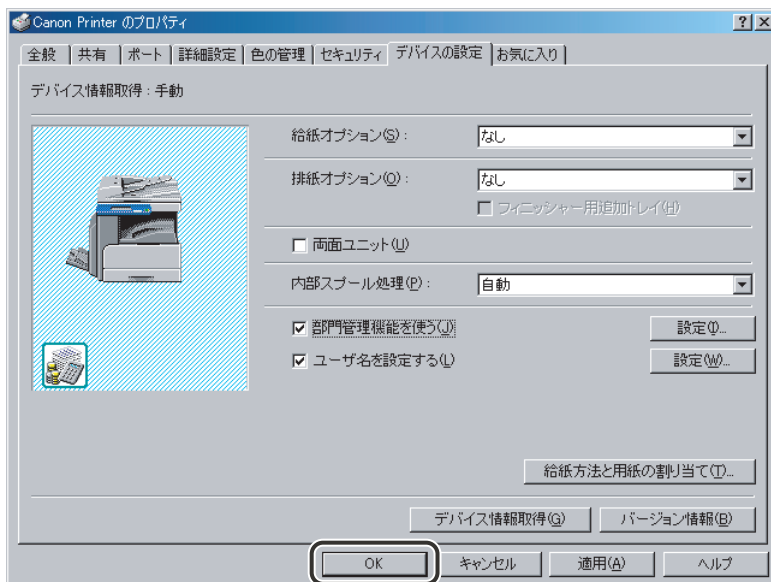 Canon Printer のプロパティ
全般 共有 ポート 詳細設定 色の管理 セキュリティ デバイスの設定 お気に入り
デバイス情報取得 : 手動
給紙オプション(S) : なし
排紙オプション(O) : なし
フィニッシャー用追加トレイ(H)
両面ユニット(U)
内部スプール処理(P) : 自動
部門管理機能を使う(J) 設定(I)...
ユーザ名を設定する(L) 設定(W)...
給紙方法と用紙の割り当て(T)...
デバイス情報取得(G) バージョン情報(B)
OK キャンセル 適用(A) ヘルプ